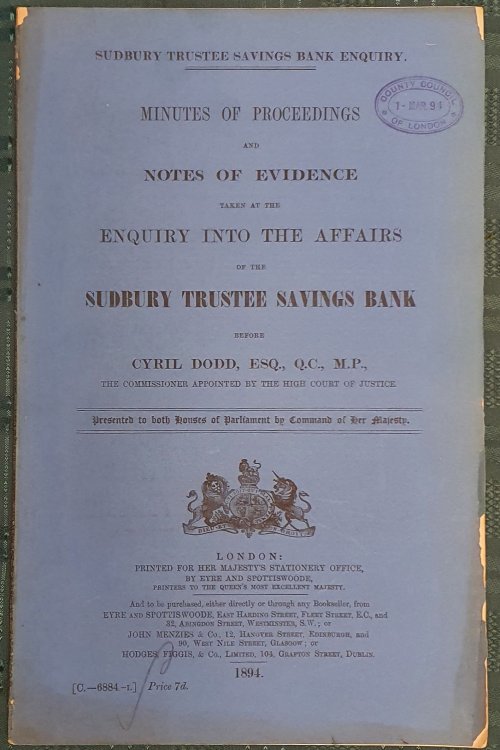 SUDBURY TRUSTEE SAVINGS BANK ENQUIRY.
COUNTY COUNCIL
1-MAR.94
OF LONDON
MINUTES OF PROCEEDINGS
AND
NOTES OF EVIDENCE
TAKEN AT THE
ENQUIRY INTO THE AFFAIRS
OF THE
SUDBURY TRUSTEE SAVINGS BANK
BEFORE
CYRIL DODD, ESQ., Q.C., M.P.,
THE COMMISSIONER APPOINTED BY THE HIGH COURT OF JUSTICE.
Presented to both Houses of Parliament by Command of Her Majesty.
DIEU ET MON DROIT
LONDON:
PRINTED FOR HER MAJESTY'S STATIONERY OFFICE,
BY EYRE AND SPOTTISWOODE,
PRINTERS TO THE QUEEN'S MOST EXCELLENT MAJESTY.
And to be purchased, either directly or through any Bookseller, from
EYRE AND SPOTTISWOODE, EAST HARDING STREET, FLEET STREET, E.C., and
32, ABINGDON STREET, WESTMINSTER, S.W.; or
JOHN MENZIES & Co., 12, HANOVER STREET, EDINBURGH, and
90, WEST NILE STREET, GLASGOW; or
HODGES, FIGGIS, & Co., LIMITED, 104, GRAFTON STREET, DUBLIN.
1894.
[C.—6884.-I.] Price 7d.